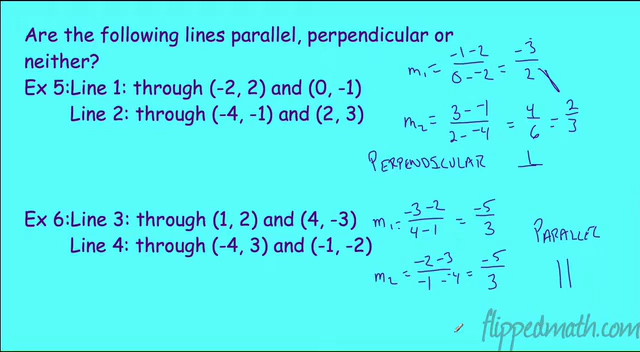 Are the following lines parallel, perpendicular or
neither?
Ex 5:Line 1: through (-2, 2) and (0, -1)
Line 2: through (-4, -1) and (2, 3)
m₁ = -1-2 / 0--2 = -3 / 2
m₂ = 3--1 / 2--4 = 4 / 6 = 2 / 3
PERPENDISCULAR ⊥
Ex 6:Line 3: through (1, 2) and (4, -3)
Line 4: through (-4, 3) and (-1, -2)
m₁ = -3-2 / 4-1 = -5 / 3
m₂ = -2-3 / -1--4 = -5 / 3
PARALLEL
||
flippedmath.com